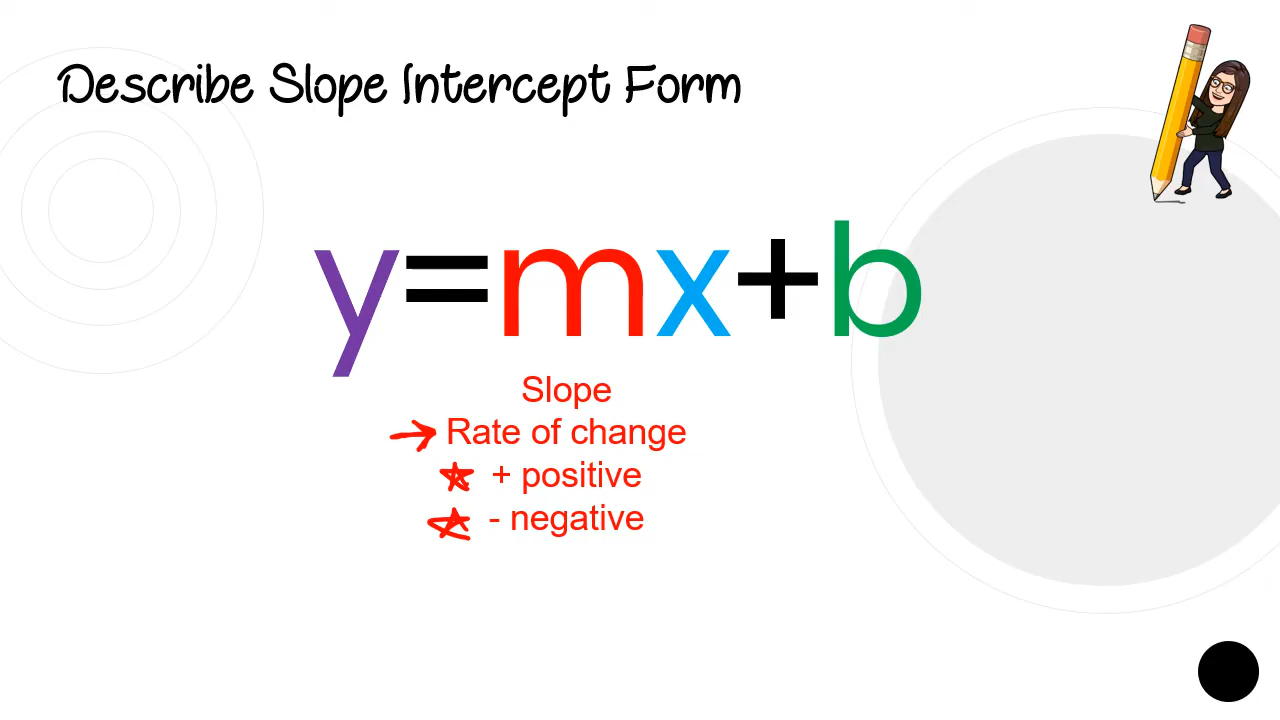 Describe Slope Intercept Form
y=mx+b
Slope
Rate of change
+ positive
- negative